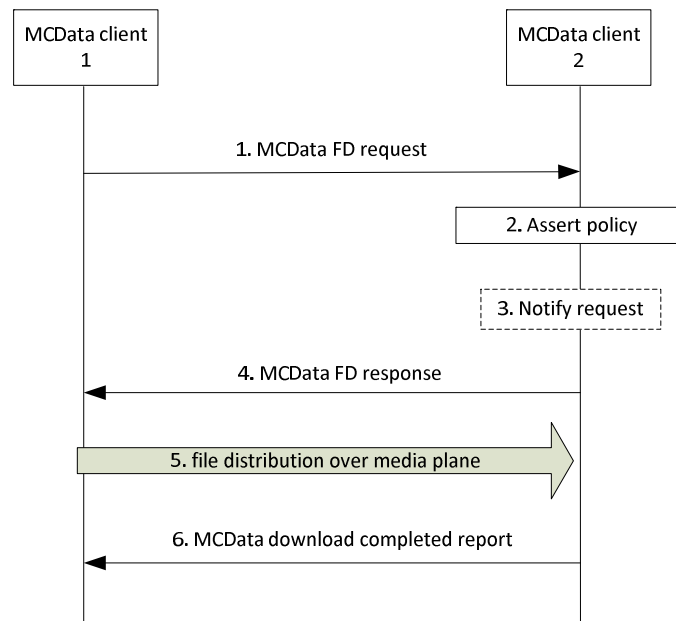 MCData client
1
MCData client
2
1. MCData FD request
2. Assert policy
3. Notify request
4. MCData FD response
5. file distribution over media plane
6. MCData download completed report